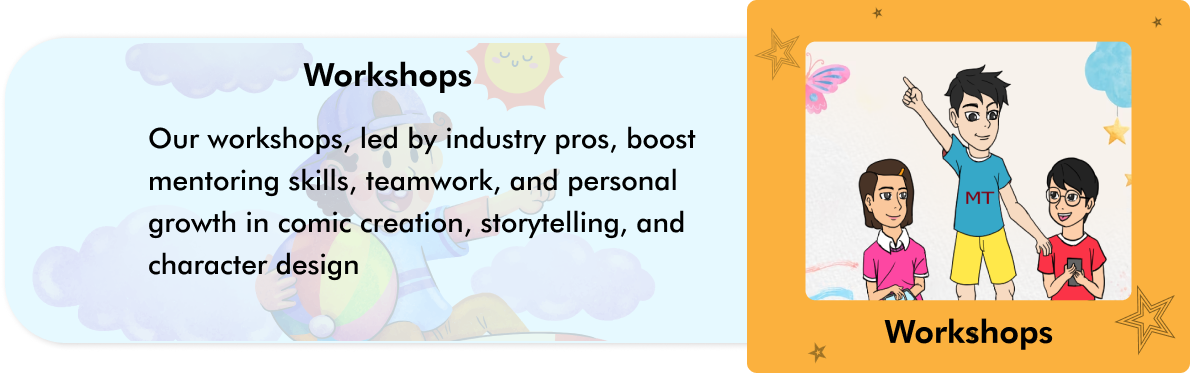 Workshops
Our workshops, led by industry pros, boost
mentoring skills, teamwork, and personal
growth in comic creation, storytelling, and
character design
MT
Workshops